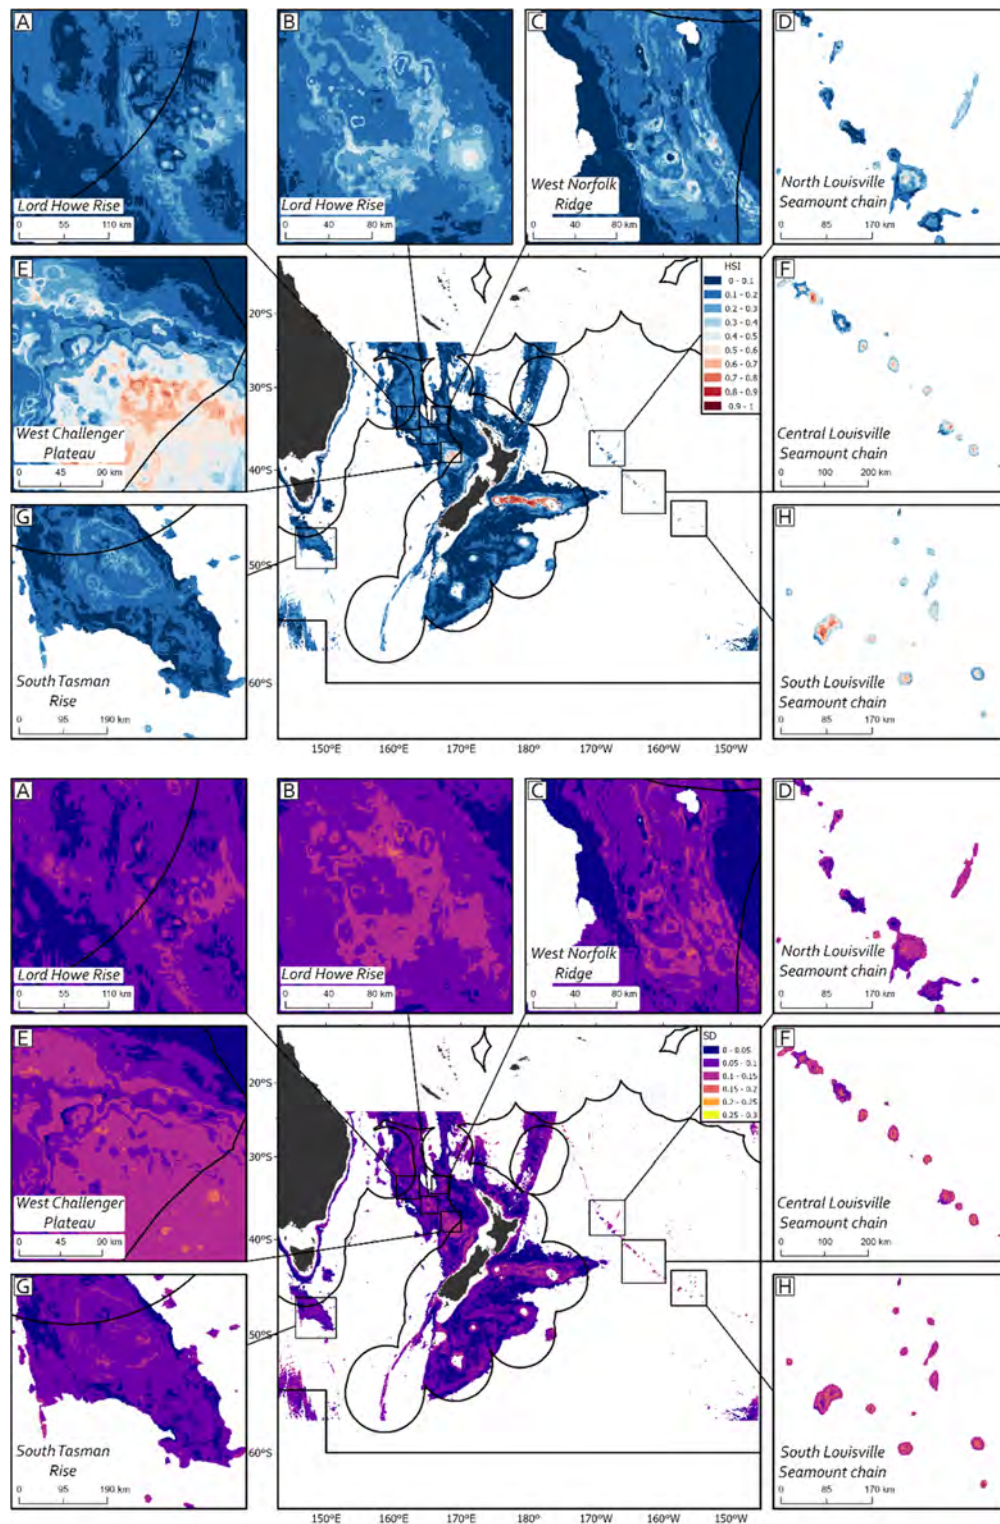 A
Lord Howe Rise
0 55 110 km
B
Lord Howe Rise
0 40 80 km
C
West Norfolk
Ridge
0 40 80 km
D
North Louisville
Seamount chain
0 85 170 km
E
West Challenger
Plateau
0 45 90 km
HSI
0 - 0.1
0.1 - 0.2
0.2 - 0.3
0.3 - 0.4
0.4 - 0.5
0.5 - 0.6
0.6 - 0.7
0.7 - 0.8
0.8 - 0.9
0.9 - 1
20°S
30°S
40°S
50°S
60°S
150°E 160°E 170°E 180° 170°W 160°W 150°W
F
Central Louisville
Seamount chain
0 100 200 km
G
South Tasman
Rise
0 95 190 km
H
South Louisville
Seamount chain
0 85 170 km
A
Lord Howe Rise
0 55 110 km
B
Lord Howe Rise
0 40 80 km
C
West Norfolk
Ridge
0 40 80 km
D
North Louisville
Seamount chain
0 85 170 km
E
West Challenger
Plateau
0 45 90 km
SD
0 - 0.05
0.05 - 0.1
0.1 - 0.15
0.15 - 0.2
0.2 - 0.25
0.25 - 0.3
20°S
30°S
40°S
50°S
60°S
150°E 160°E 170°E 180° 170°W 160°W 150°W
F
Central Louisville
Seamount chain
0 100 200 km
G
South Tasman
Rise
0 95 190 km
H
South Louisville
Seamount chain
0 85 170 km